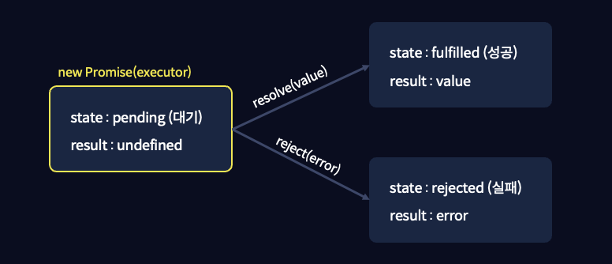 new Promise(executor)
state : pending (대기)
result : undefined
resolve(value)
reject(error)
state : fulfilled (성공)
result : value
state : rejected (실패)
result : error